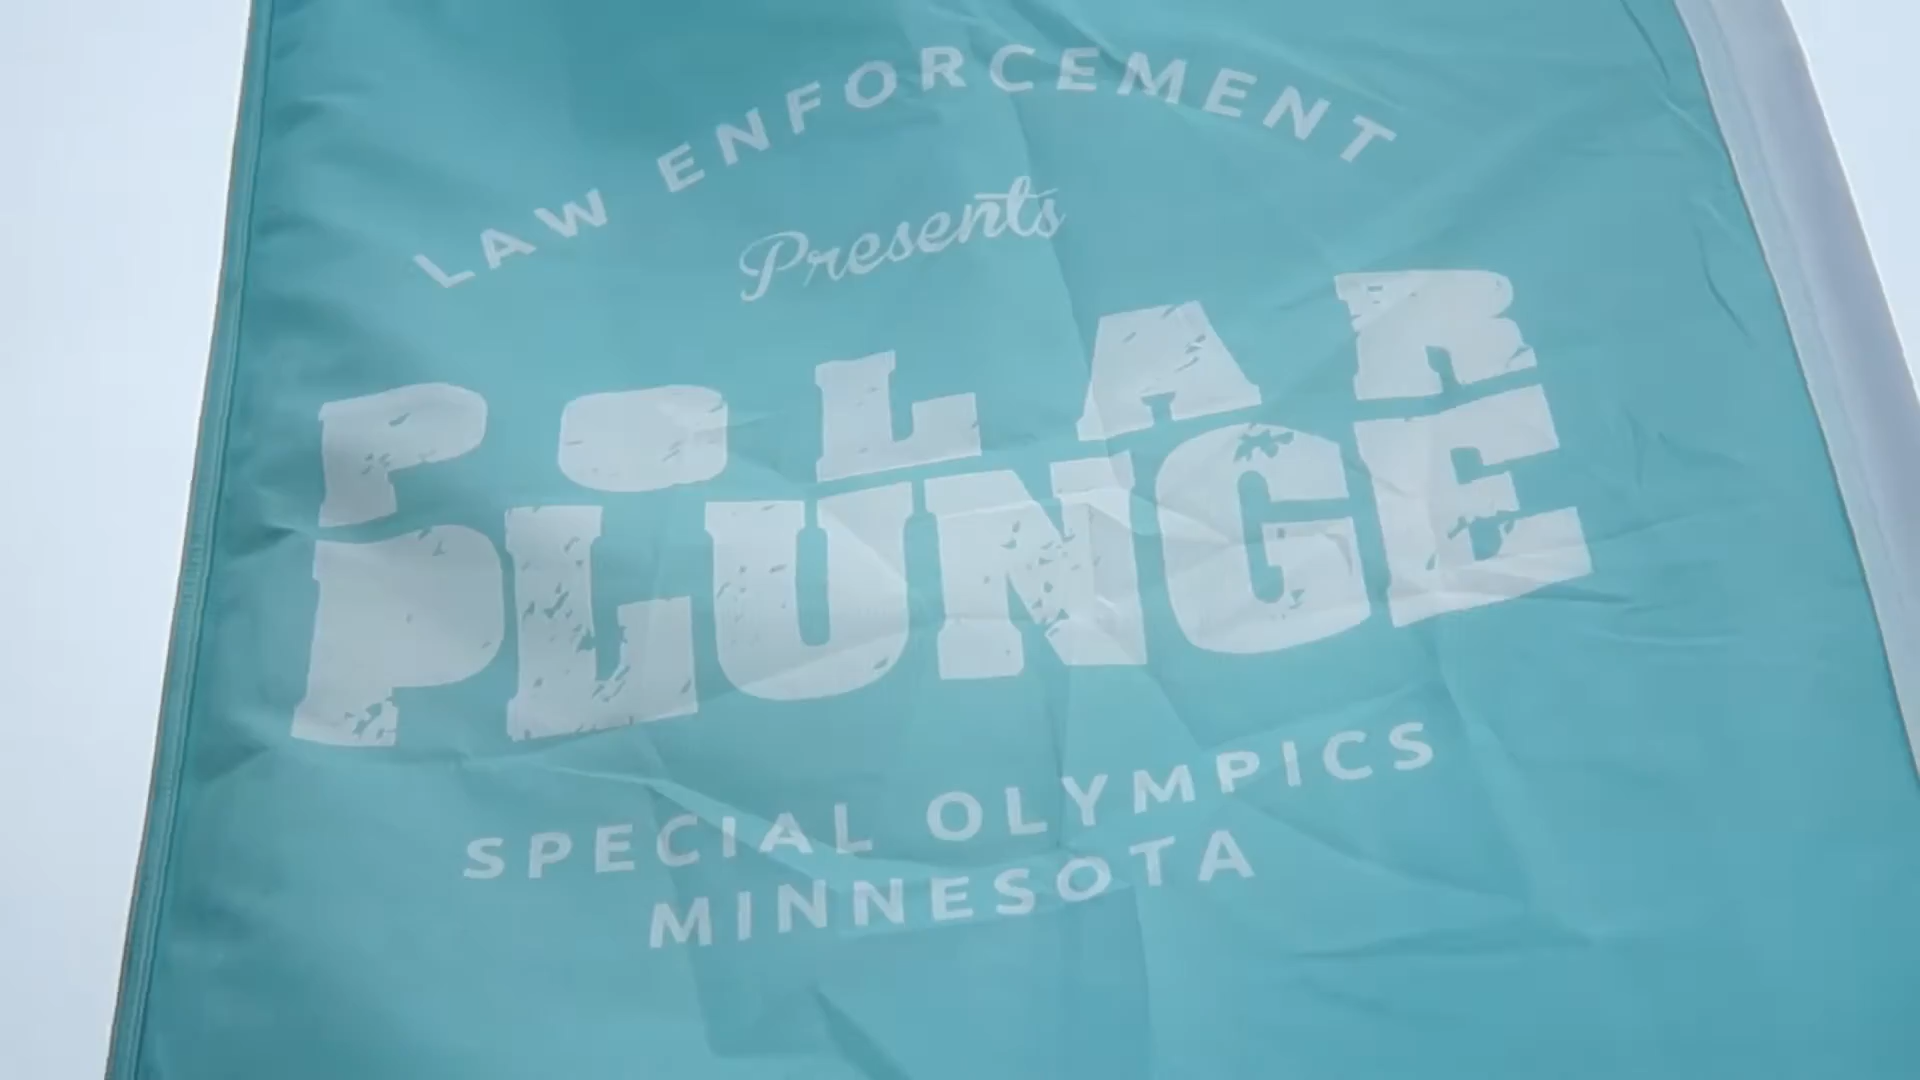 LAW ENFORCEMENT
Presents
POLAR
PLUNGE
SPECIAL OLYMPICS
MINNESOTA